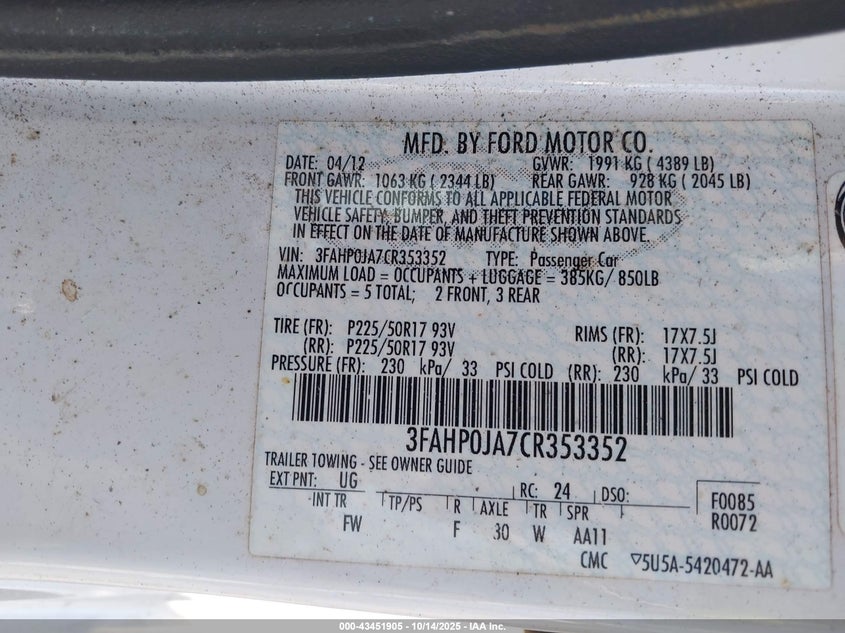 MFD. BY FORD MOTOR CO.
DATE: 04/12 GVWR: 1991 KG ( 4389 LB)
FRONT GAWR: 1063 KG ( 2344 LB) REAR GAWR: 928 KG ( 2045 LB)
THIS VEHICLE CONFORMS TO ALL APPLICABLE FEDERAL MOTOR
VEHICLE SAFETY, BUMPER, AND THEFT PREVENTION STANDARDS
IN EFFECT ON THE DATE OF MANUFACTURE SHOWN ABOVE.
VIN: 3FAHP0JA7CR353352 TYPE: Passenger Car
MAXIMUM LOAD = OCCUPANTS + LUGGAGE = 385KG/ 850LB
OCCUPANTS = 5 TOTAL; 2 FRONT, 3 REAR
TIRE (FR): P225/50R17 93V RIMS (FR): 17X7.5J
(RR): P225/50R17 93V (RR): 17X7.5J
PRESSURE (FR): 230 kPa/ 33 PSI COLD (RR): 230 kPa/ 33 PSI COLD
3FAHP0JA7CR353352
TRAILER TOWING - SEE OWNER GUIDE
EXT PNT: UG RC: 24 DSO: F0085
INT TR TP/PS R AXLE TR SPR R0072
FW F 30 W AA11
CMC ▽5U5A-5420472-AA
000-43451905 - 10/14/2025 - IAA Inc.